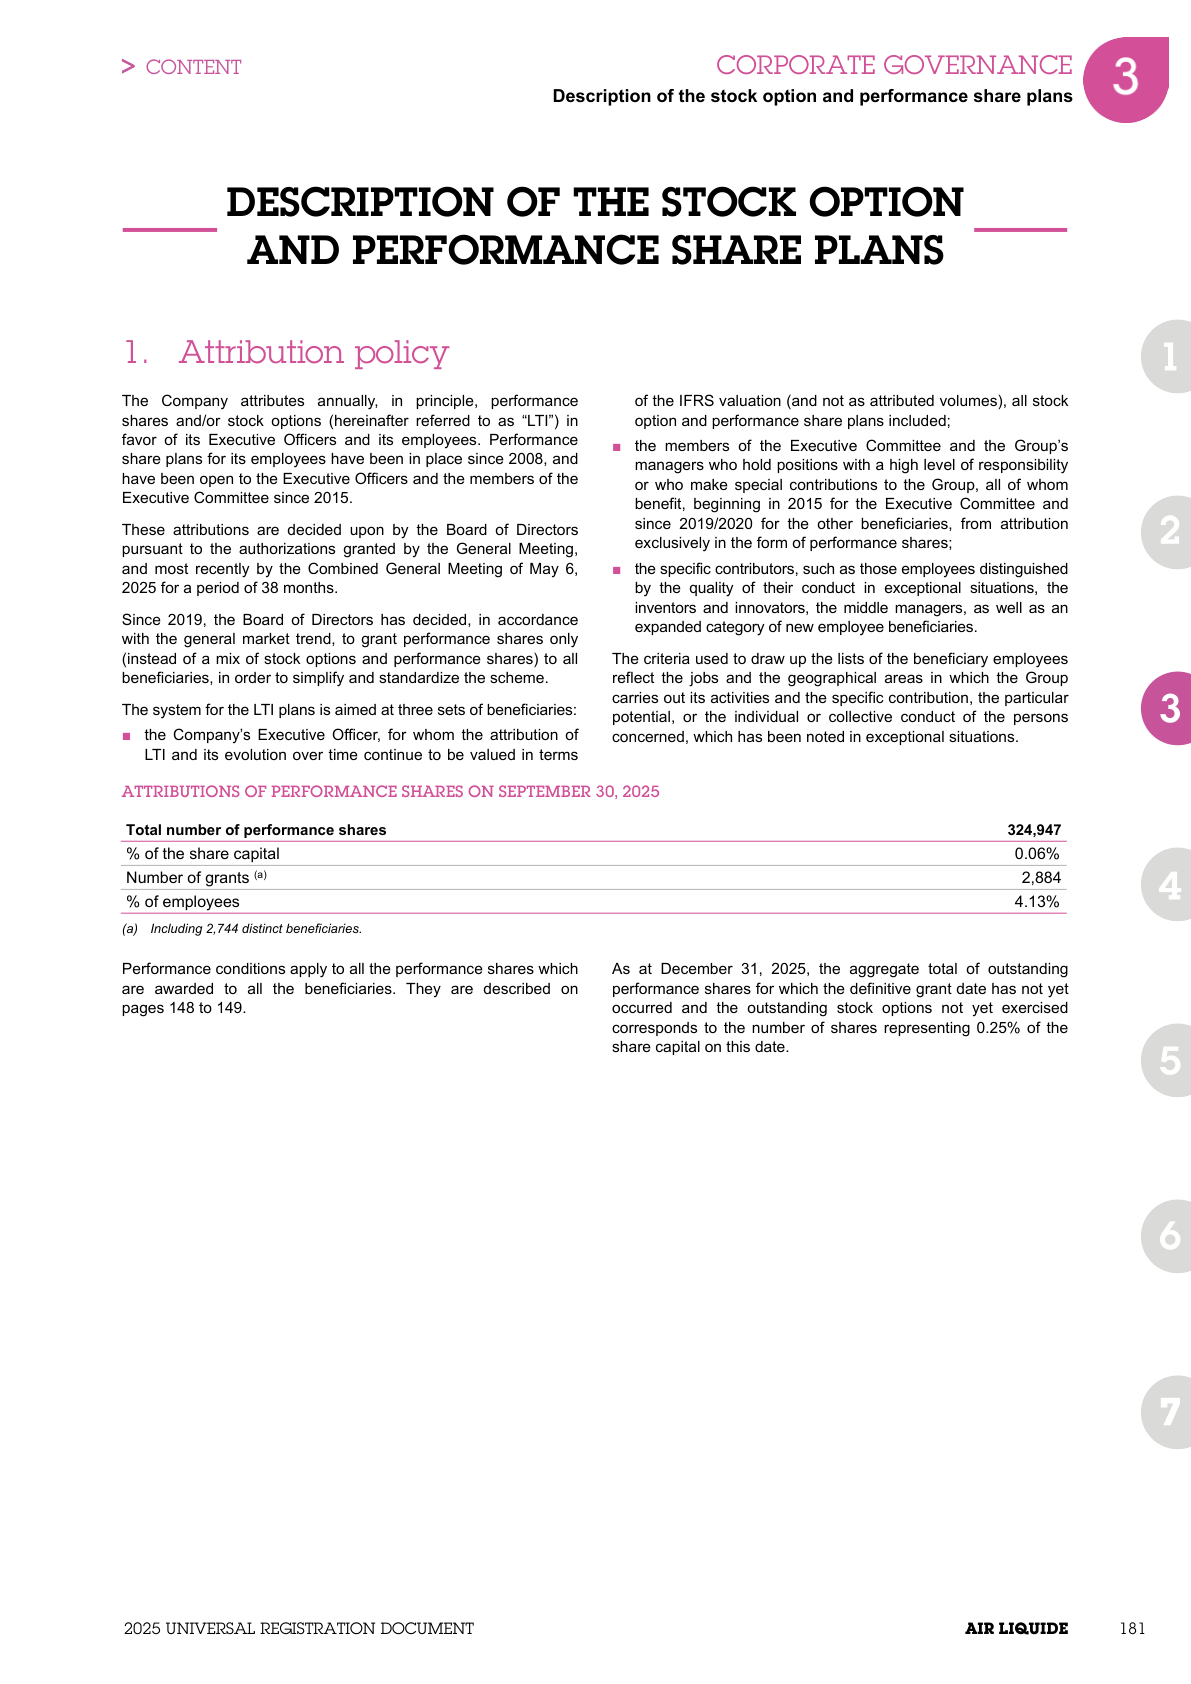 > CONTENT
CORPORATE GOVERNANCE
Description of the stock option and performance share plans
3
DESCRIPTION OF THE STOCK OPTION
AND PERFORMANCE SHARE PLANS
1. Attribution policy
The Company attributes annually, in principle, performance
shares and/or stock options (hereinafter referred to as “LTI”) in
favor of its Executive Officers and its employees. Performance
share plans for its employees have been in place since 2008, and
have been open to the Executive Officers and the members of the
Executive Committee since 2015.
These attributions are decided upon by the Board of Directors
pursuant to the authorizations granted by the General Meeting,
and most recently by the Combined General Meeting of May 6,
2025 for a period of 38 months.
Since 2019, the Board of Directors has decided, in accordance
with the general market trend, to grant performance shares only
(instead of a mix of stock options and performance shares) to all
beneficiaries, in order to simplify and standardize the scheme.
The system for the LTI plans is aimed at three sets of beneficiaries:
■ the Company’s Executive Officer, for whom the attribution of
LTI and its evolution over time continue to be valued in terms
of the IFRS valuation (and not as attributed volumes), all stock
option and performance share plans included;
■ the members of the Executive Committee and the Group’s
managers who hold positions with a high level of responsibility
or who make special contributions to the Group, all of whom
benefit, beginning in 2015 for the Executive Committee and
since 2019/2020 for the other beneficiaries, from attribution
exclusively in the form of performance shares;
■ the specific contributors, such as those employees distinguished
by the quality of their conduct in exceptional situations, the
inventors and innovators, the middle managers, as well as an
expanded category of new employee beneficiaries.
The criteria used to draw up the lists of the beneficiary employees
reflect the jobs and the geographical areas in which the Group
carries out its activities and the specific contribution, the particular
potential, or the individual or collective conduct of the persons
concerned, which has been noted in exceptional situations.
ATTRIBUTIONS OF PERFORMANCE SHARES ON SEPTEMBER 30, 2025
Total number of performance shares 324,947
% of the share capital 0.06%
Number of grants (a) 2,884
% of employees 4.13%
(a) Including 2,744 distinct beneficiaries.
Performance conditions apply to all the performance shares which
are awarded to all the beneficiaries. They are described on
pages 148 to 149.
As at December 31, 2025, the aggregate total of outstanding
performance shares for which the definitive grant date has not yet
occurred and the outstanding stock options not yet exercised
corresponds to the number of shares representing 0.25% of the
share capital on this date.
1
2
3
4
5
6
7
2025 UNIVERSAL REGISTRATION DOCUMENT
AIR LIQUIDE 181